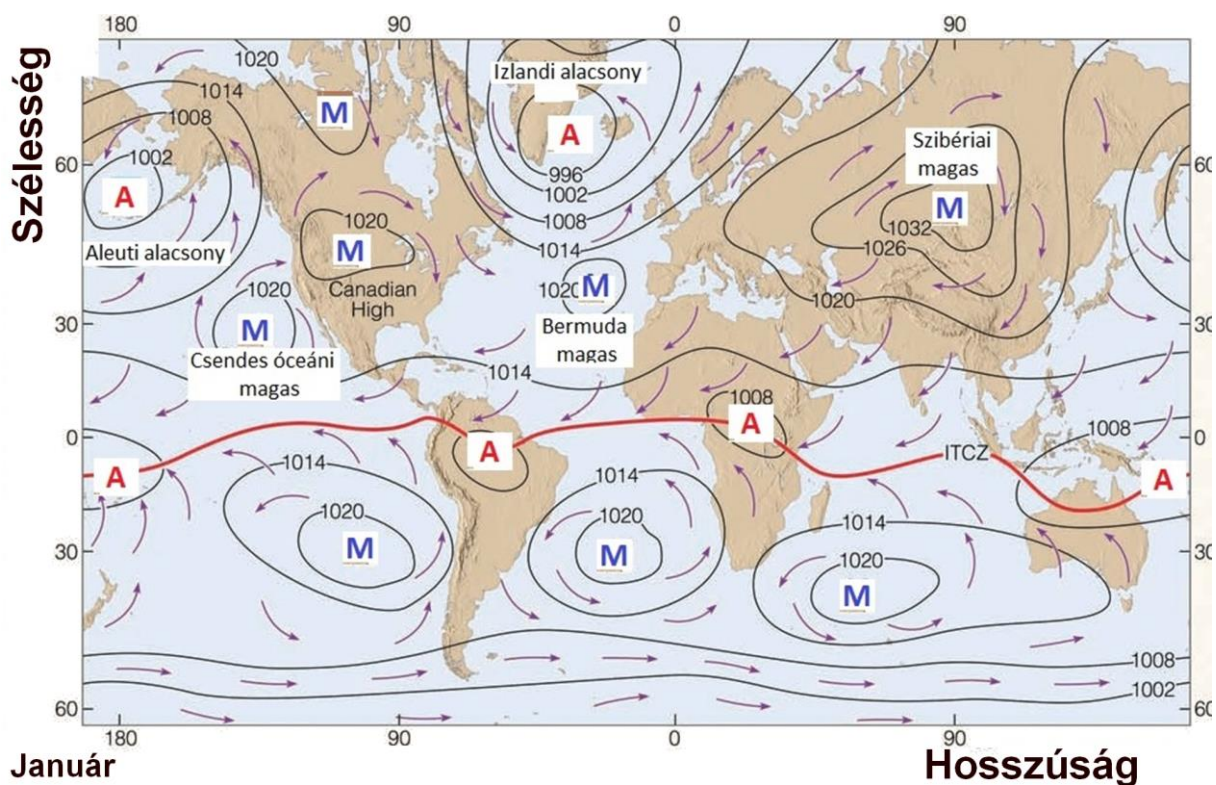 180
90
0
90
Szélesség
1020
1020
Izlandi alacsony
1014
M
1008
A
Szibériai
magas
60
1002
60
996
A
1002
M
1020
1008
1032
M
1014
1026
Aleuti alacsony
1020
1020
M
1020
Canadian
High
30
M
Bermuda
magas
30
Csendes óceáni
magas
1014
1008
A
0
1008
0
A
ITCZ
A
1014
1014
A
1014
1020
1020
M
M
1020
30
30
M
1008
1002
60
60
180
90
0
90
Január
Hosszúság